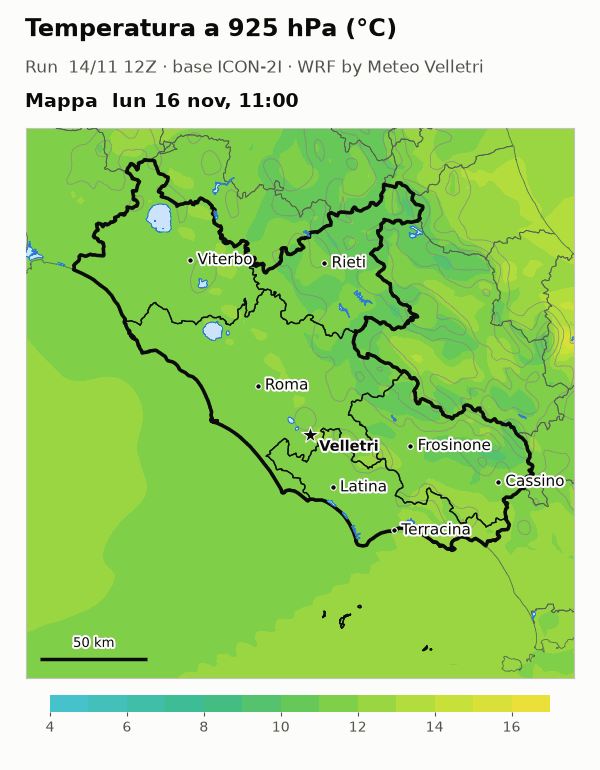 Temperatura a 925 hPa (°C)
Run  14/11 12Z · base ICON-2I · WRF by Meteo Velletri
Mappa  lun 16 nov, 11:00
Viterbo
Rieti
Roma
Velletri
Frosinone
Cassino
Latina
Terracina
50 km
4 6 8 10 12 14 16